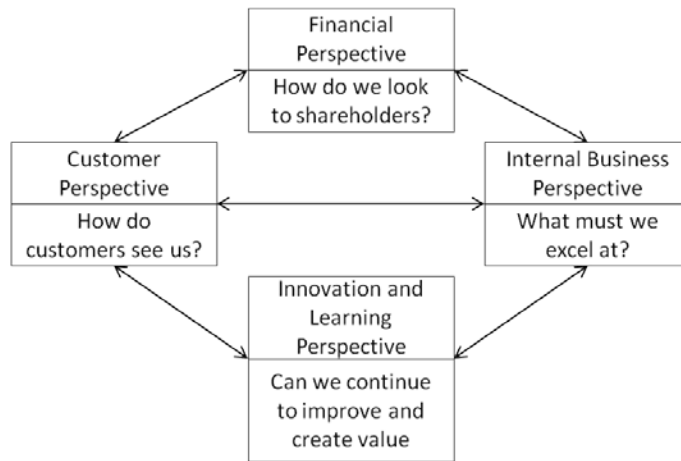 Financial
Perspective
How do we look
to shareholders?
Customer
Perspective
How do
customers see us?
Internal Business
Perspective
What must we
excel at?
Innovation and
Learning
Perspective
Can we continue
to improve and
create value